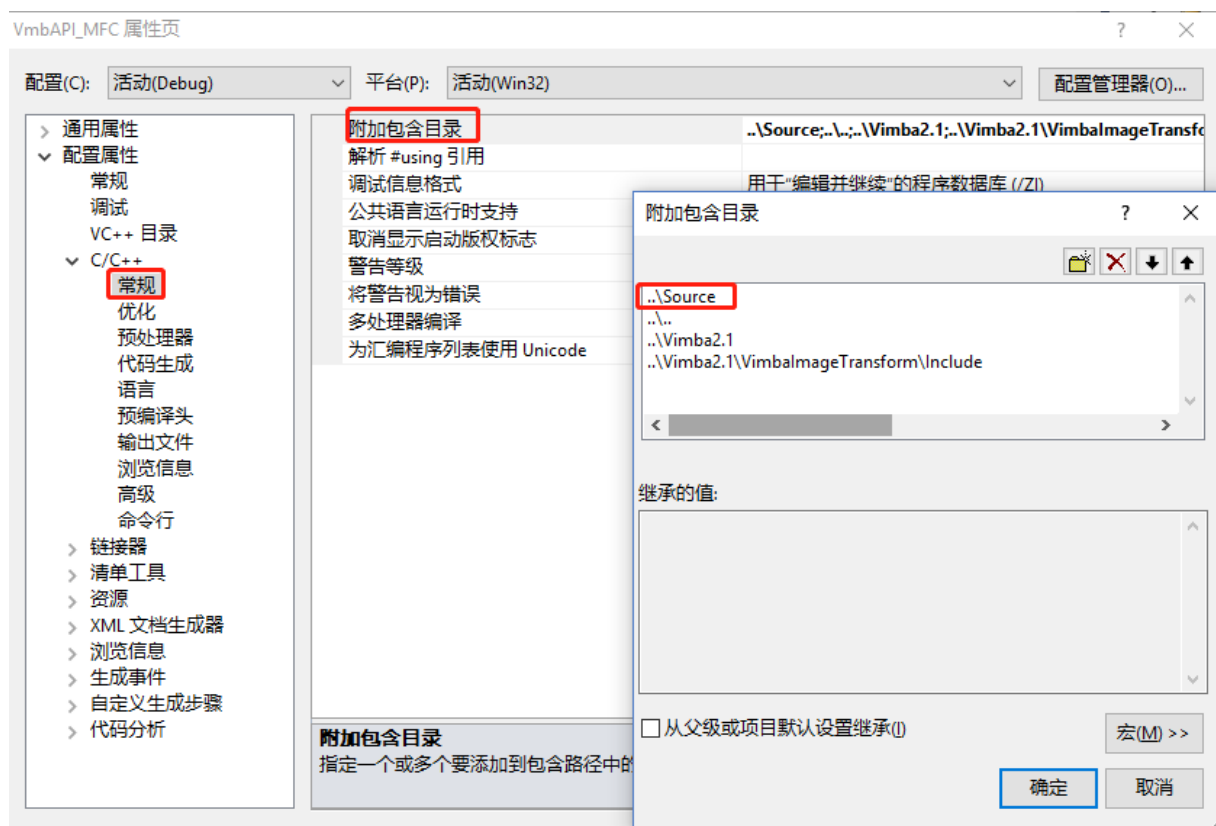 VmbAPI_MFC 属性页
配置(C): 活动(Debug) 平台(P): 活动(Win32) 配置管理器(O)...
通用属性
配置属性
常规
调试
VC++ 目录
C/C++
常规
优化
预处理器
代码生成
语言
预编译头
输出文件
浏览信息
高级
命令行
链接器
清单工具
资源
XML 文档生成器
浏览信息
生成事件
自定义生成步骤
代码分析
附加包含目录 ..\Source;..\..;..\Vimba2.1;..\Vimba2.1\VimbaImageTransfo
解析 #using 引用
调试信息格式 用于“编辑并继续”的程序数据库 (/ZI)
公共语言运行时支持
取消显示启动版权标志
警告等级
将警告视为错误
多处理器编译
为汇编程序列表使用 Unicode
附加包含目录
指定一个或多个要添加到包含路径中的
附加包含目录
..\Source
..\..
..\Vimba2.1
..\Vimba2.1\VimbaImageTransform\Include
继承的值:
从父级或项目默认设置继承(I)
宏(M) >>
确定 取消